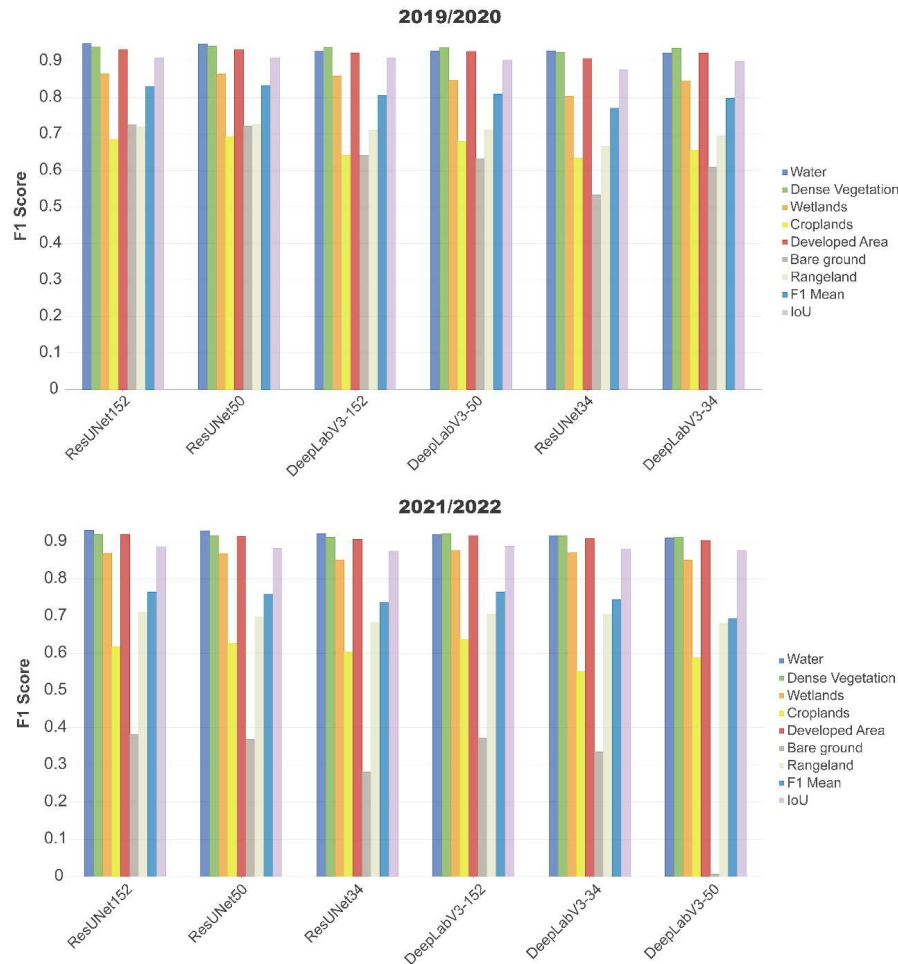 2019/2020
F1 Score
0.9
0.8
0.7
0.6
0.5
0.4
0.3
0.2
0.1
0
ResUNet152
ResUNet50
DeepLabV3-152
DeepLabV3-50
ResUNet34
DeepLabV3-34
Water
Dense Vegetation
Wetlands
Croplands
Developed Area
Bare ground
Rangeland
F1 Mean
IoU
2021/2022
F1 Score
0.9
0.8
0.7
0.6
0.5
0.4
0.3
0.2
0.1
0
ResUNet152
ResUNet50
ResUNet34
DeepLabV3-152
DeepLabV3-34
DeepLabV3-50
Water
Dense Vegetation
Wetlands
Croplands
Developed Area
Bare ground
Rangeland
F1 Mean
IoU